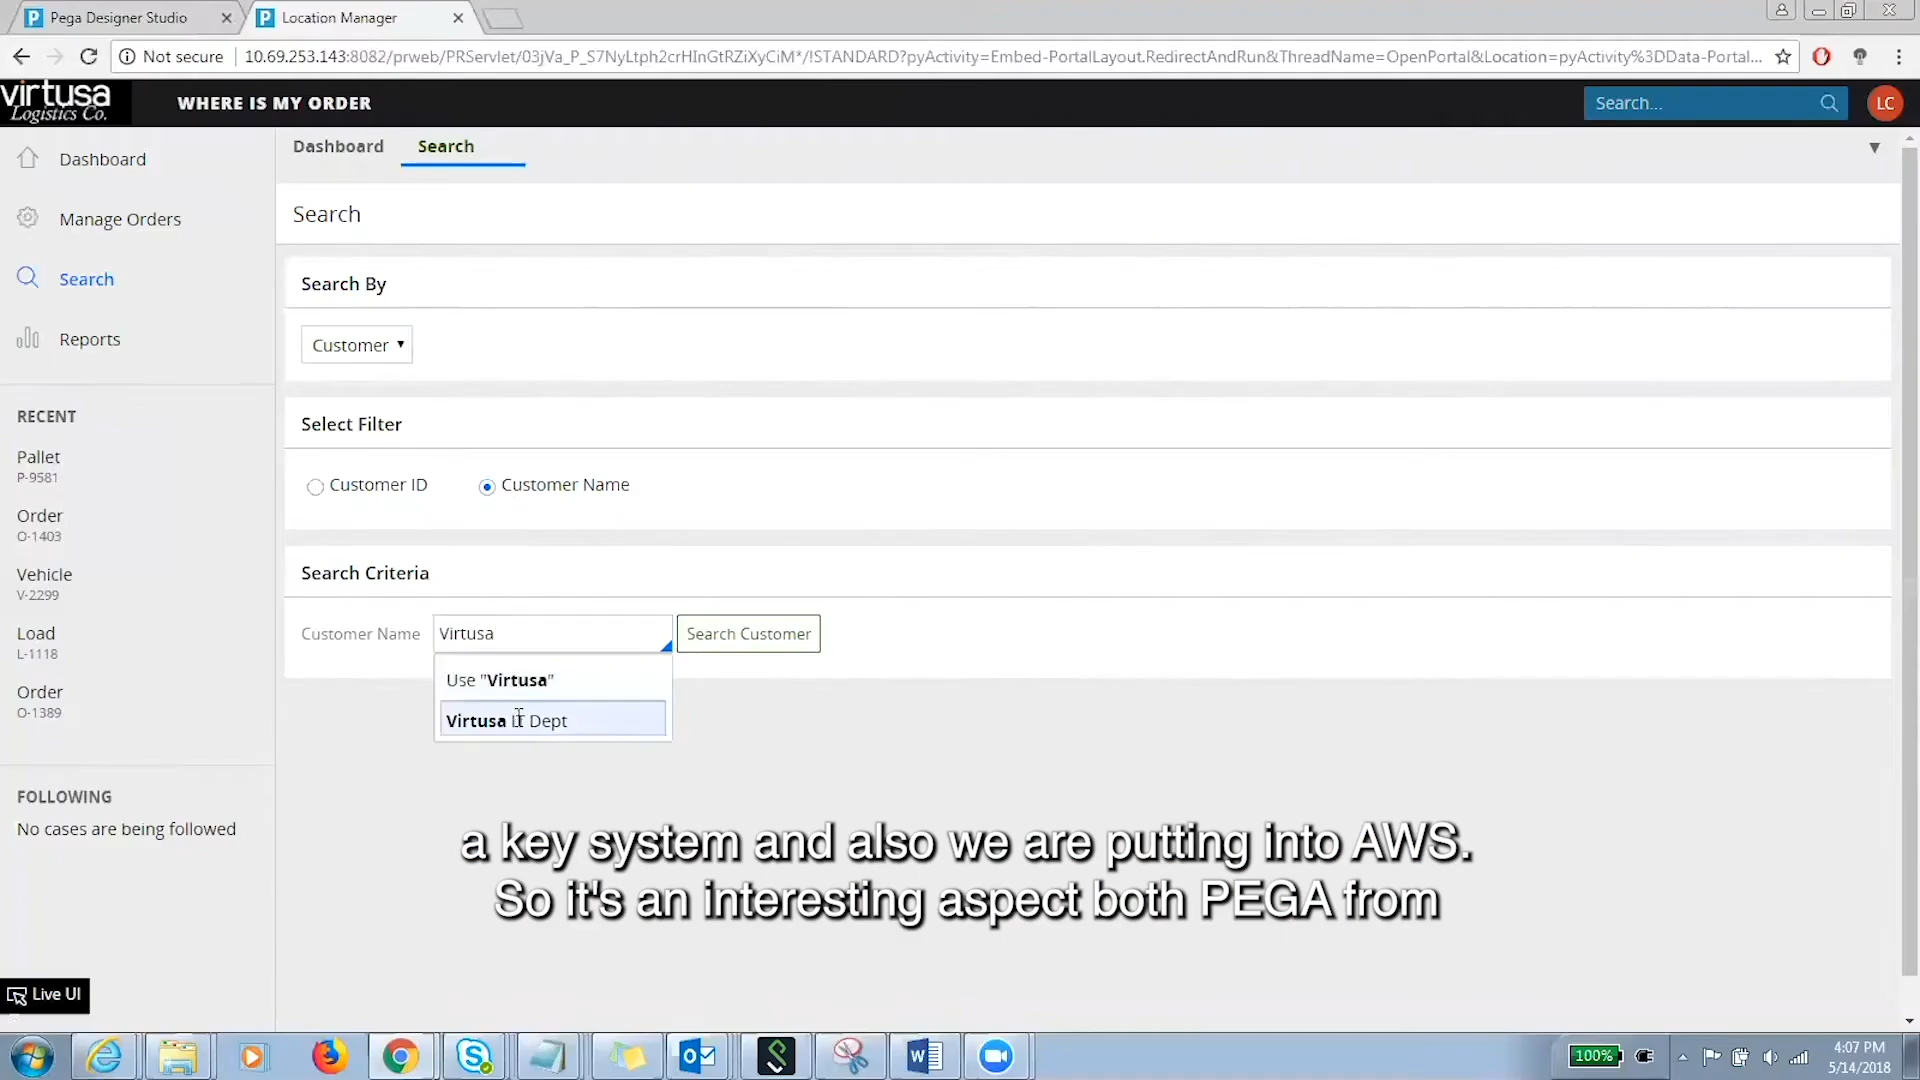 Pega Designer Studio
Location Manager
Not secure
10.69.253.143:8082/prweb/PRServlet/03jVa_P_S7NyLtph2crHInGtRZiXyCiM*/!STANDARD?pyActivity=Embed-PortalLayout.RedirectAndRun&ThreadName=OpenPortal&Location=pyActivity%3DData-Portal...
virtusa
Logistics Co.
WHERE IS MY ORDER
Search...
LC
Dashboard
Manage Orders
Search
Reports
RECENT
Pallet
P-9581
Order
O-1403
Vehicle
V-2299
Load
L-1118
Order
O-1389
FOLLOWING
No cases are being followed
Live UI
Dashboard Search
Search
Search By
Customer
Select Filter
Customer ID Customer Name
Search Criteria
Customer Name Virtusa Search Customer
Use "Virtusa"
Virtusa Dept
a key system and also we are putting into AWS.
So it's an interesting aspect both PEGA from
100%
4:07 PM
5/14/2018